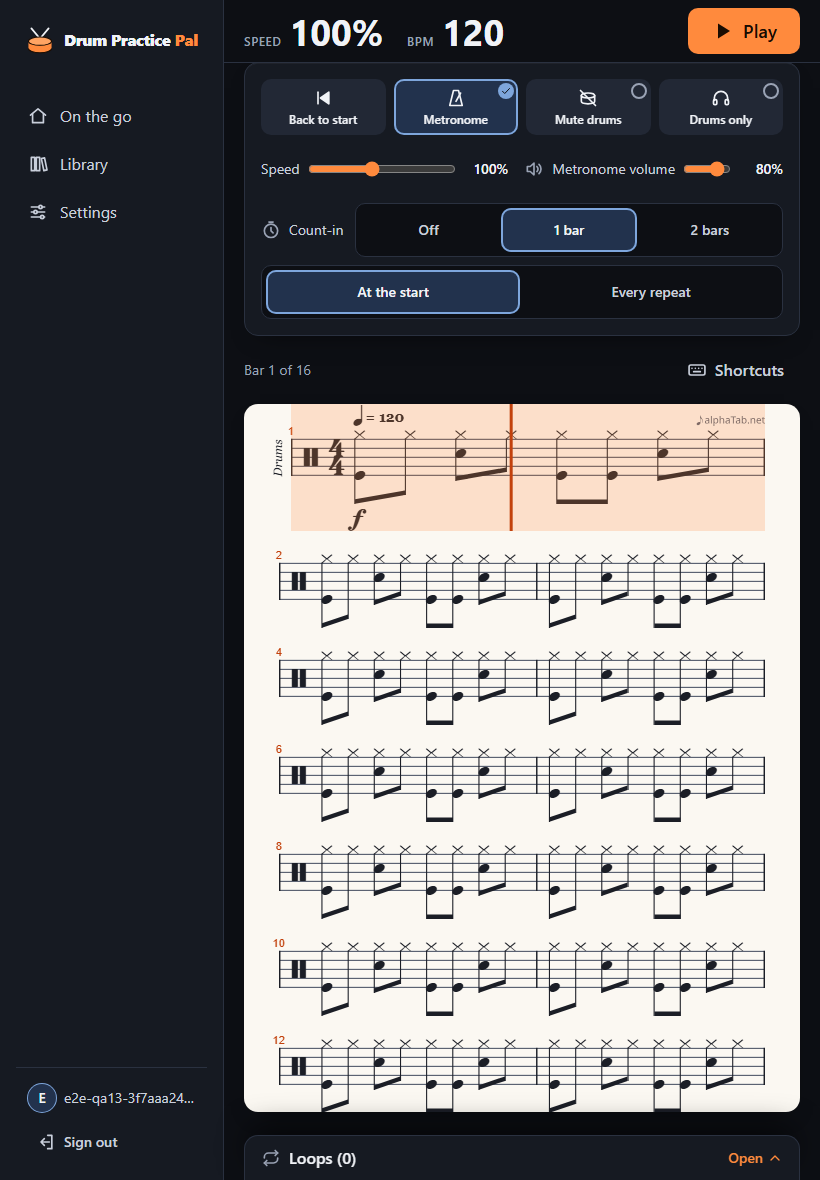 Drum Practice Pal
On the go
Library
Settings
SPEED 100% BPM 120
Play
Back to start
Metronome
Mute drums
Drums only
Speed 100% Metronome volume 80%
Count-in Off 1 bar 2 bars
At the start Every repeat
Bar 1 of 16
Shortcuts
= 120
alphaTab.net
1
Drums
4
4
f
2
4
6
8
10
12
Loops (0)
Open
E e2e-qa13-3f7aaa24...
Sign out